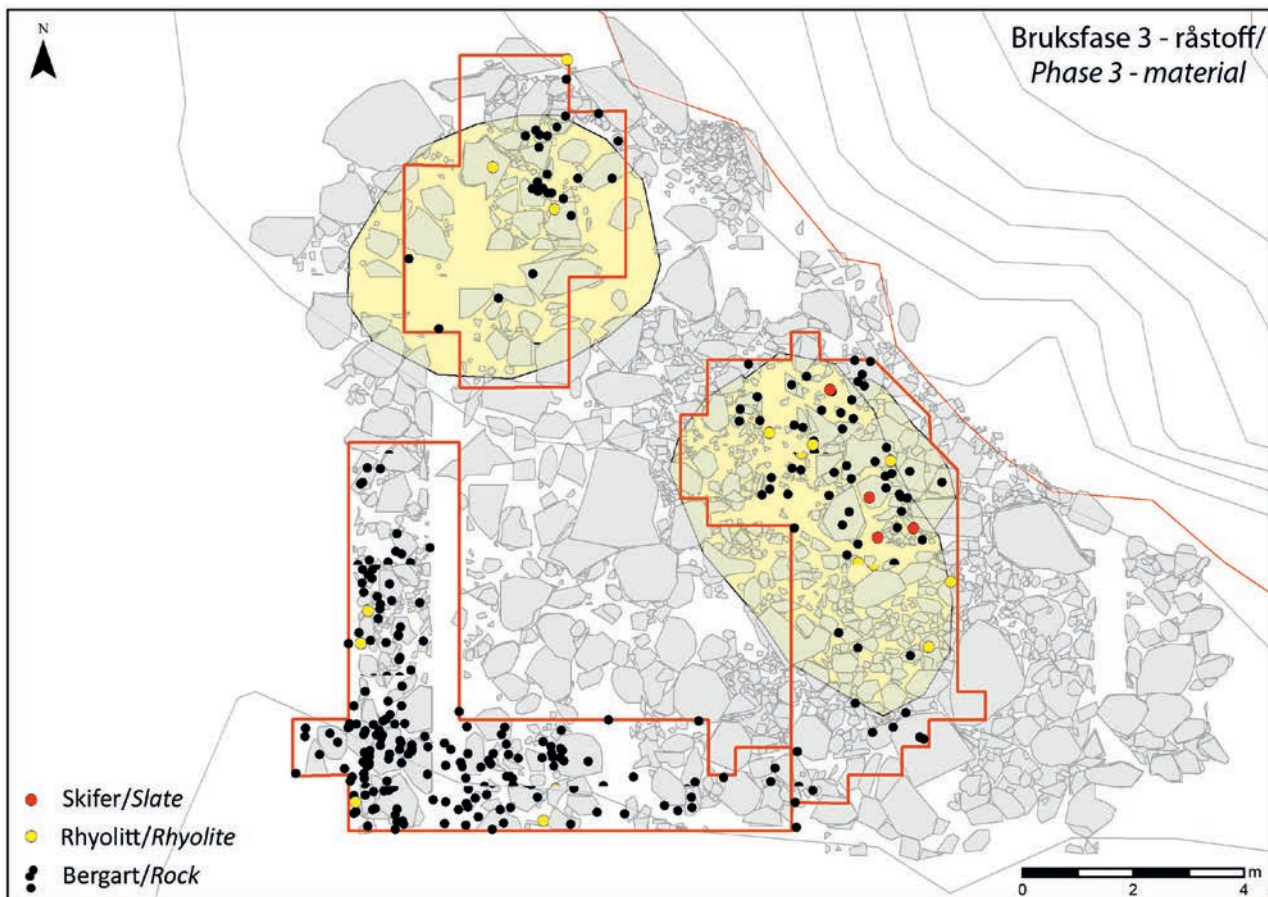 N
Bruksfase 3 - råstoff/
Phase 3 - material
Skifer/Slate
Rhyolitt/Rhyolite
Bergart/Rock
m
0 2 4